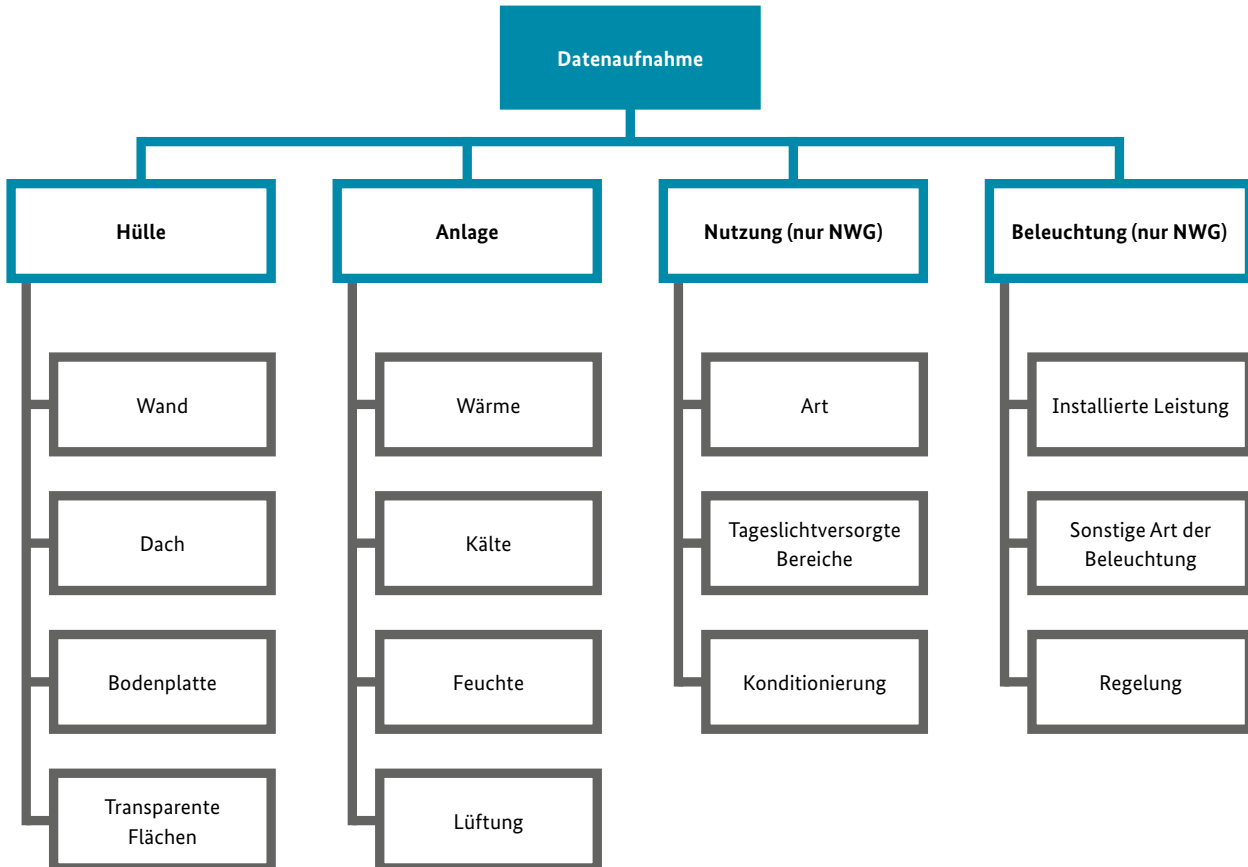 Datenaufnahme
Hülle
Anlage
Nutzung (nur NWG)
Beleuchtung (nur NWG)
Wand
Wärme
Art
Installierte Leistung
Dach
Kälte
Tageslichtversorgte
Bereiche
Sonstige Art der
Beleuchtung
Bodenplatte
Feuchte
Konditionierung
Regelung
Transparente
Flächen
Lüftung